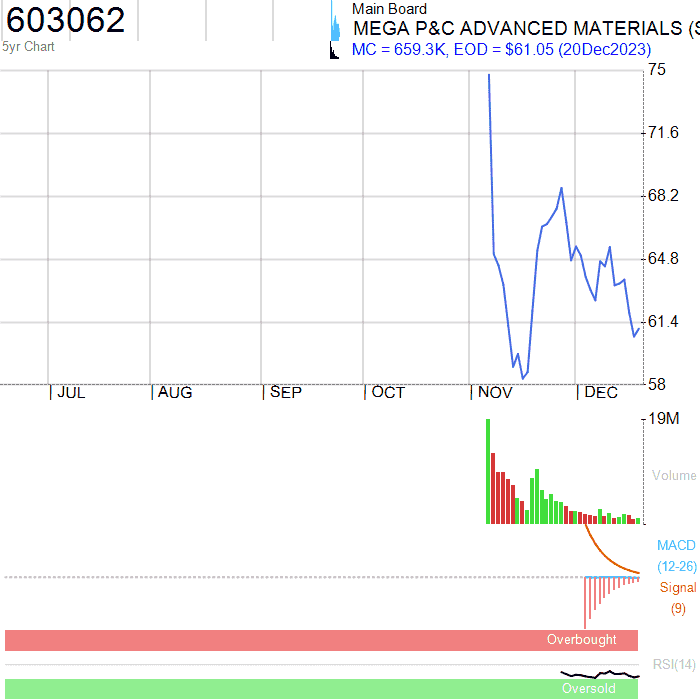 603062
5yr Chart
Main Board
MEGA P&C ADVANCED MATERIALS (S
MC = 659.3K, EOD = $61.05 (20Dec2023)
75
71.6
68.2
64.8
61.4
58
JUL AUG SEP OCT NOV DEC
19M
Volume
MACD
(12-26)
Signal
(9)
Overbought
RSI(14)
Oversold